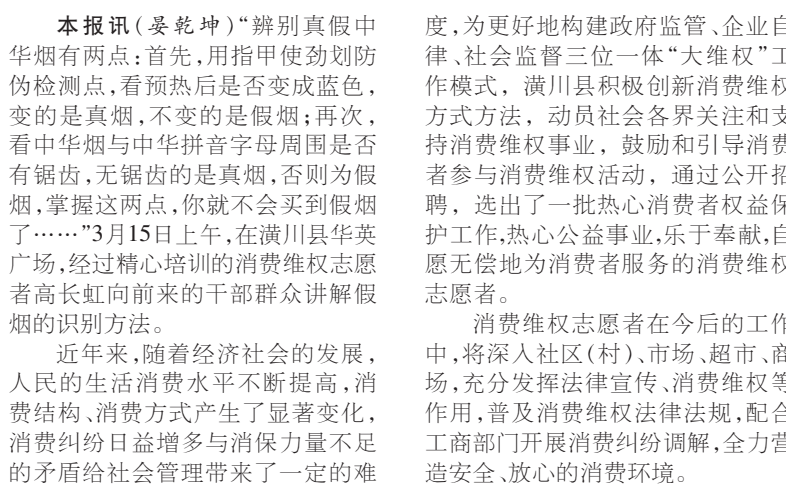 本报讯(晏乾坤)“辨别真假中
华烟有两点:首先,用指甲使劲划防
伪检测点,看预热后是否变成蓝色,
变的是真烟,不变的是假烟;再次,
看中华烟与中华拼音字母周围是否
有锯齿,无锯齿的是真烟,否则为假
烟,掌握这两点,你就不会买到假烟
了……”3月15日上午,在潢川县华英
广场,经过精心培训的消费维权志愿
者高长虹向前来的干部群众讲解假
烟的识别方法。
近年来,随着经济社会的发展,
人民的生活消费水平不断提高,消
费结构、消费方式产生了显著变化,
消费纠纷日益增多与消保力量不足
的矛盾给社会管理带来了一定的难
度,为更好地构建政府监管、企业自
律、社会监督三位一体“大维权”工
作模式，潢川县积极创新消费维权
方式方法，动员社会各界关注和支
持消费维权事业，鼓励和引导消费
者参与消费维权活动，通过公开招
聘，选出了一批热心消费者权益保
护工作,热心公益事业,乐于奉献,自
愿无偿地为消费者服务的消费维权
志愿者。
消费维权志愿者在今后的工作
中,将深入社区(村)、市场、超市、商
场,充分发挥法律宣传、消费维权等
作用,普及消费维权法律法规,配合
工商部门开展消费纠纷调解,全力营
造安全、放心的消费环境。